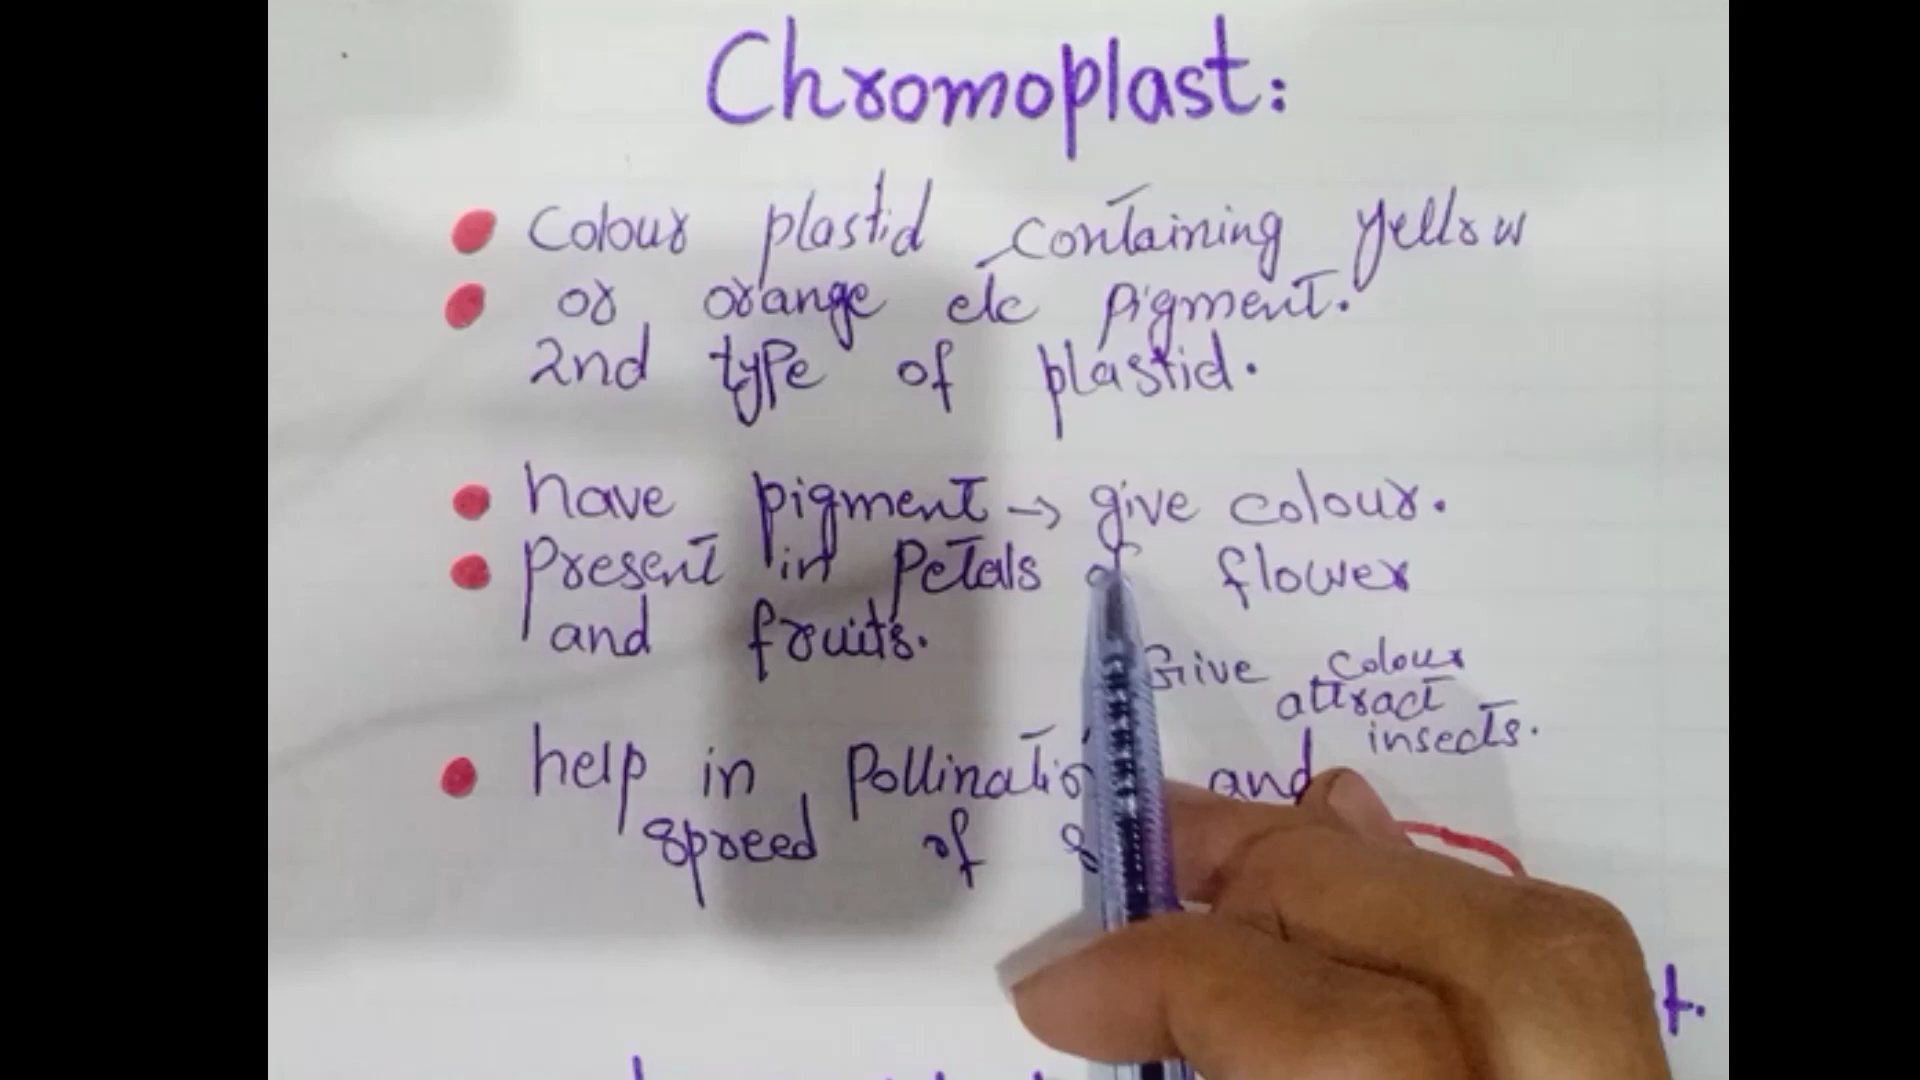 Chromoplast:
Colour plastid containing yellow
or orange etc pigment.
2nd type of plastid.
have pigment → give colour.
Present in Petals of flower
and fruits.
Give colour
attract
insects.
help in Pollination and
spreed of